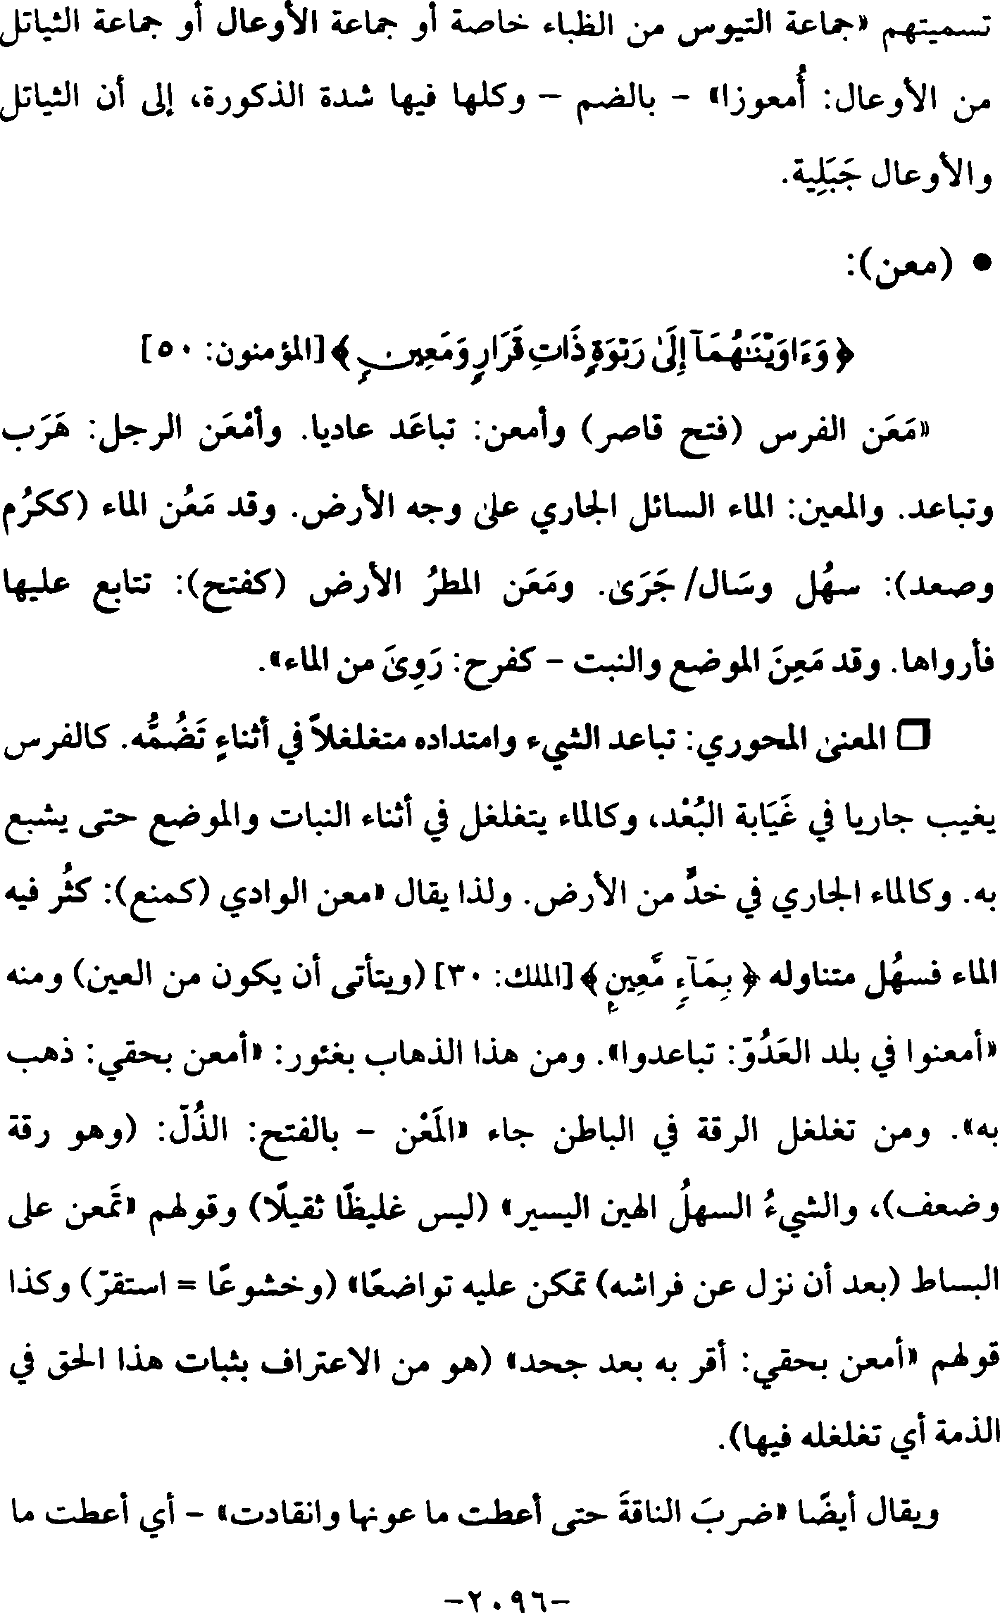 تسميتهم «جماعة التيوس من الظباء خاصة أو جماعة الأوعال أو جماعة الثياتل
من الأوعال: أُمعوزا» - بالضم - وكلها فيها شدة الذكورة، إلى أن الثياتل
والأوعال جَبَلِية.
• (معن):
﴿ وَءَاوَيْنَـٰهُمَآ إِلَىٰ رَبْوَةٍ ذَاتِ قَرَارٍ وَمَعِينٍ ﴾ [المؤمنون: ٥٠]
«مَعَن الفرس (فتح قاصر) وأمعن: تباعَد عاديا. وأمْعَن الرجل: هَرَب
وتباعد. والمعين: الماء السائل الجاري على وجه الأرض. وقد مَعُن الماء (ككرُم
وصعد): سهُل وسَال/ جَرَىٰ. ومَعَن المطرُ الأرض (كفتح): تتابع عليها
فأرواها. وقد مَعِنَ الموضع والنبت - كفرح: رَوِىَ من الماء».
❒ المعنى المحوري: تباعد الشيء وامتداده متغلغلاً في أثناءٍ تَضُمُّه. كالفرس
يغيب جاريا في غَيَابة البُعْد، وكالماء يتغلغل في أثناء النبات والموضع حتى يشبع
به. وكالماء الجاري في خدٍّ من الأرض. ولذا يقال «معن الوادي (كمنع): كثُر فيه
الماء فسهُل متناوله ﴿ بِمَآءٍ مَّعِينٍ ﴾ [الملك: ٣٠] (ويتأتى أن يكون من العين) ومنه
«أمعنوا في بلد العَدُوّ: تباعدوا». ومن هذا الذهاب بغئور: «أمعن بحقي: ذهب
به». ومن تغلغل الرقة في الباطن جاء «المَعْن - بالفتح: الذُلّ: (وهو رقة
وضعف)، والشيءُ السهلُ الهين اليسير» (ليس غليظًا ثقيلًا) وقولهم «تَمعن على
البساط (بعد أن نزل عن فراشه) تمكن عليه تواضعًا» (وخشوعًا = استقرّ) وكذا
قولهم «أمعن بحقي: أقر به بعد جحد» (هو من الاعتراف بثبات هذا الحق في
الذمة أي تغلغله فيها).
ويقال أيضًا «ضربَ الناقةَ حتى أعطت ما عونها وانقادت» - أي أعطت ما
-٢٠٩٦-